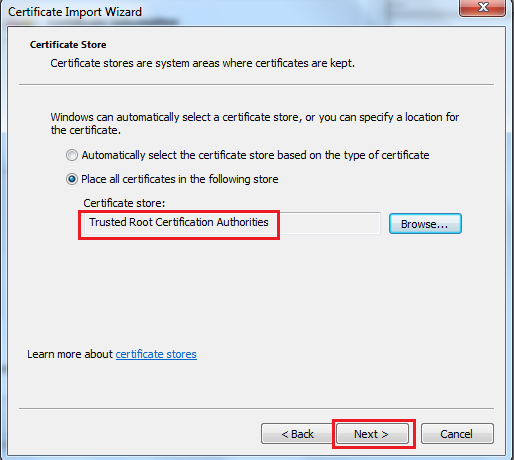 Certificate Import Wizard
Certificate Store
Certificate stores are system areas where certificates are kept.
Windows can automatically select a certificate store, or you can specify a location for
the certificate.
Automatically select the certificate store based on the type of certificate
Place all certificates in the following store
Certificate store:
Trusted Root Certification Authorities
Browse...
Learn more about certificate stores
< Back
Next >
Cancel